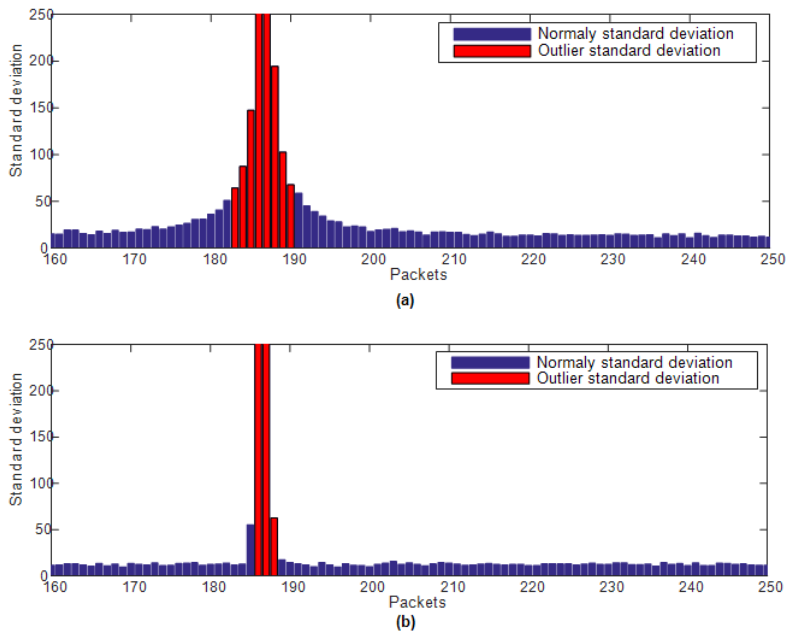 250
200
150
100
50
0
Standard deviation
Normaly standard deviation
Outlier standard deviation
160 170 180 190 200 210 220 230 240 250
Packets
(a)
250
200
150
100
50
0
Standard deviation
Normaly standard deviation
Outlier standard deviation
160 170 180 190 200 210 220 230 240 250
Packets
(b)